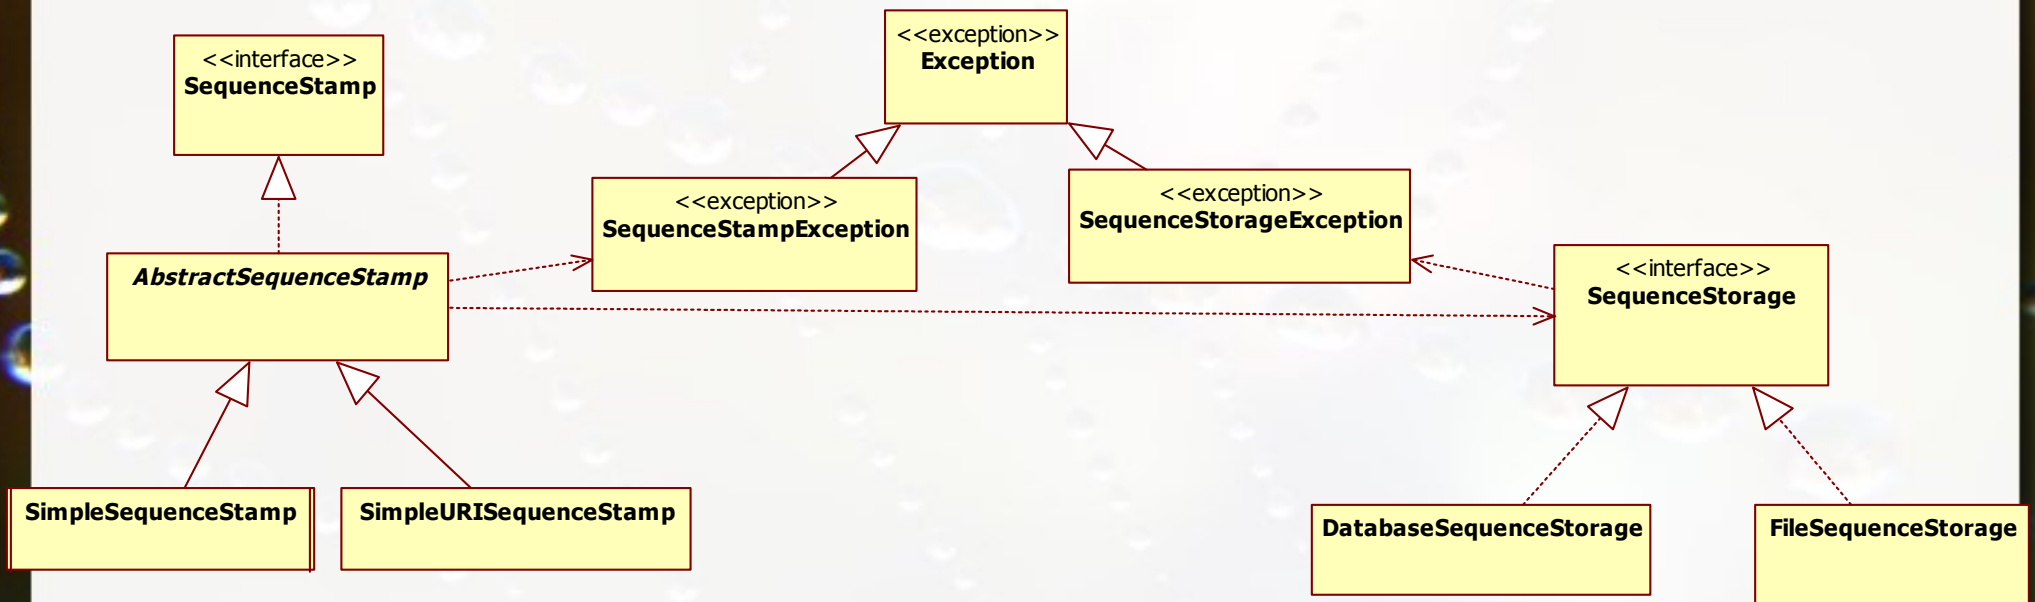 <<interface>>
SequenceStamp
<<exception>>
Exception
<<exception>>
SequenceStampException
<<exception>>
SequenceStorageException
AbstractSequenceStamp
<<interface>>
SequenceStorage
SimpleSequenceStamp
SimpleURISequenceStamp
DatabaseSequenceStorage
FileSequenceStorage